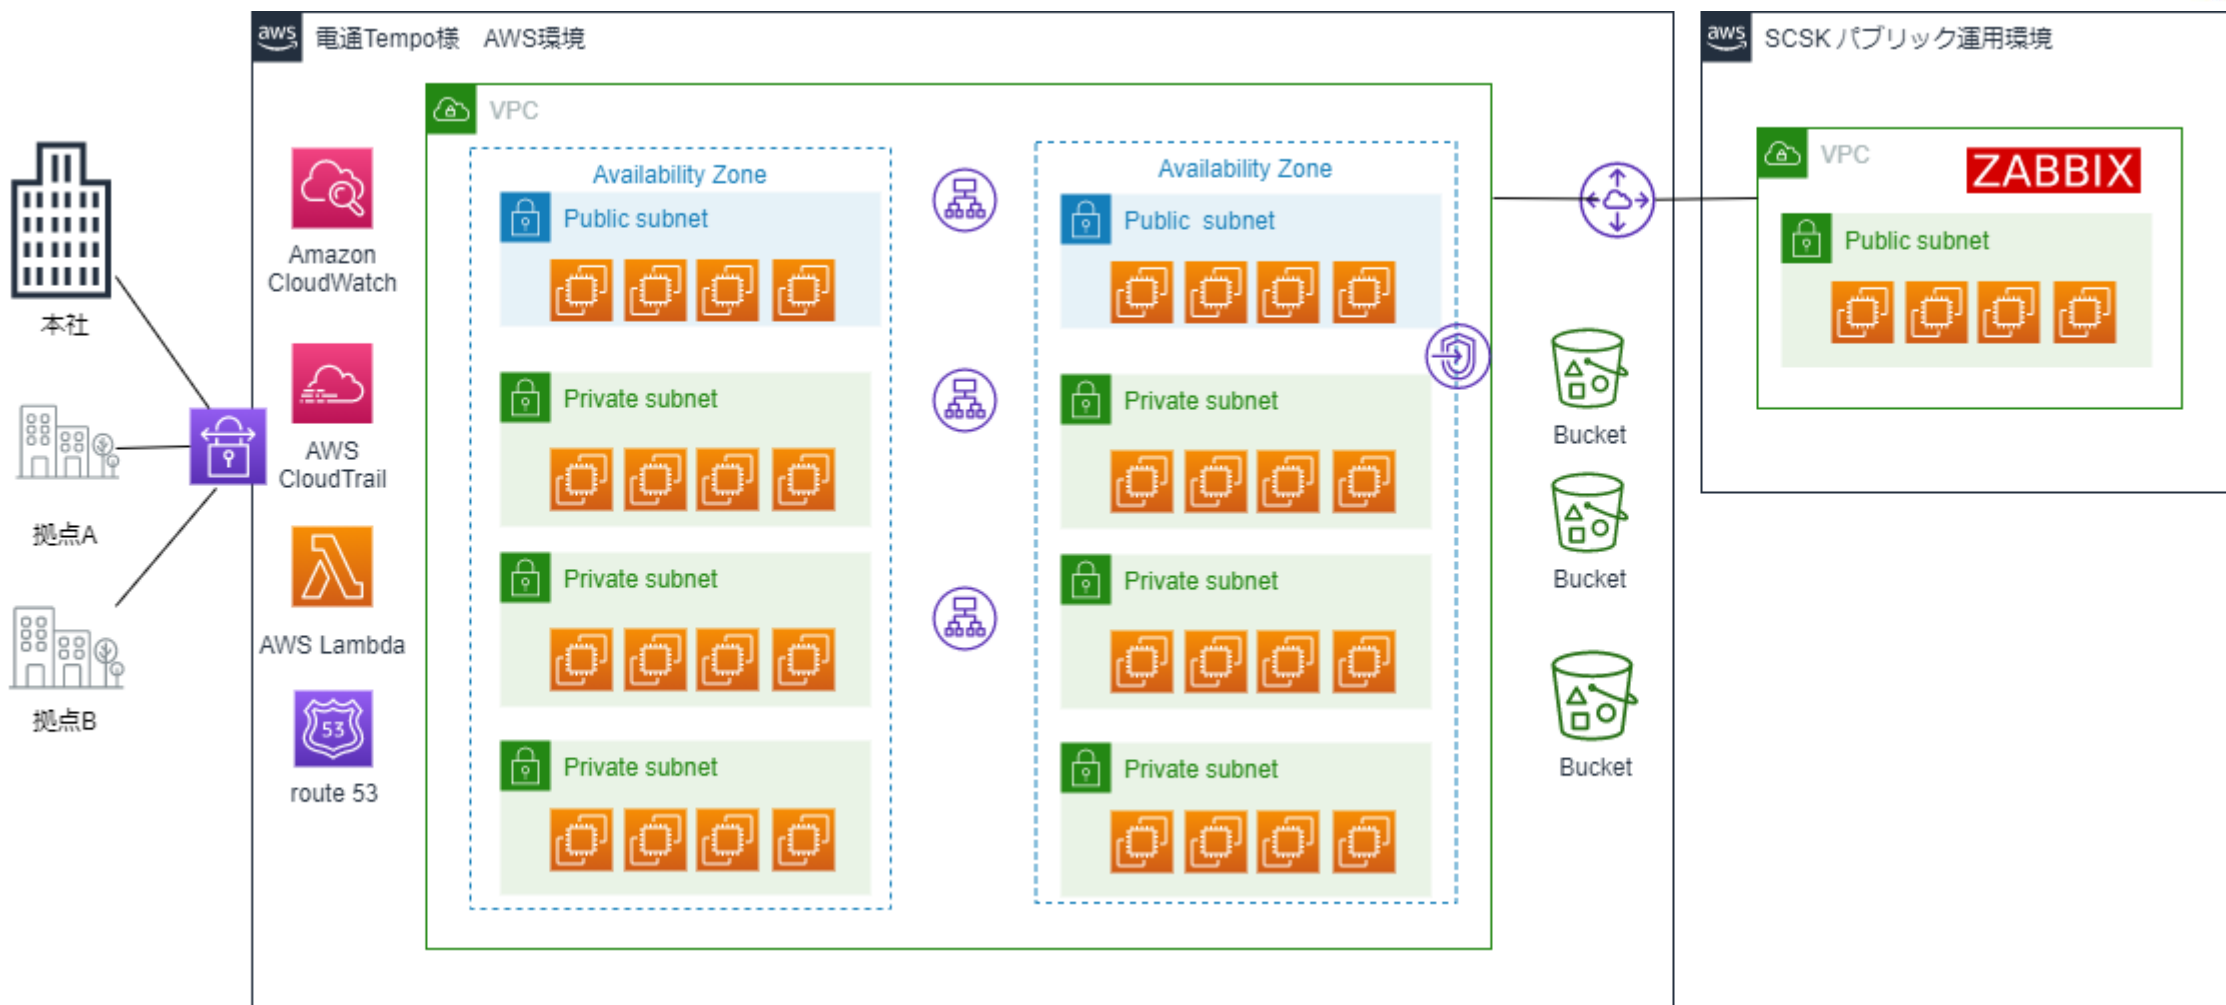 aws
電通Tempo様　AWS環境
aws
SCSK パブリック運用環境
VPC
Availability Zone
Public subnet
Private subnet
Private subnet
Private subnet
Availability Zone
Public  subnet
Private subnet
Private subnet
Private subnet
本社
拠点A
拠点B
Amazon
CloudWatch
AWS
CloudTrail
AWS Lambda
53
route 53
Bucket
Bucket
Bucket
VPC
ZABBIX
Public subnet